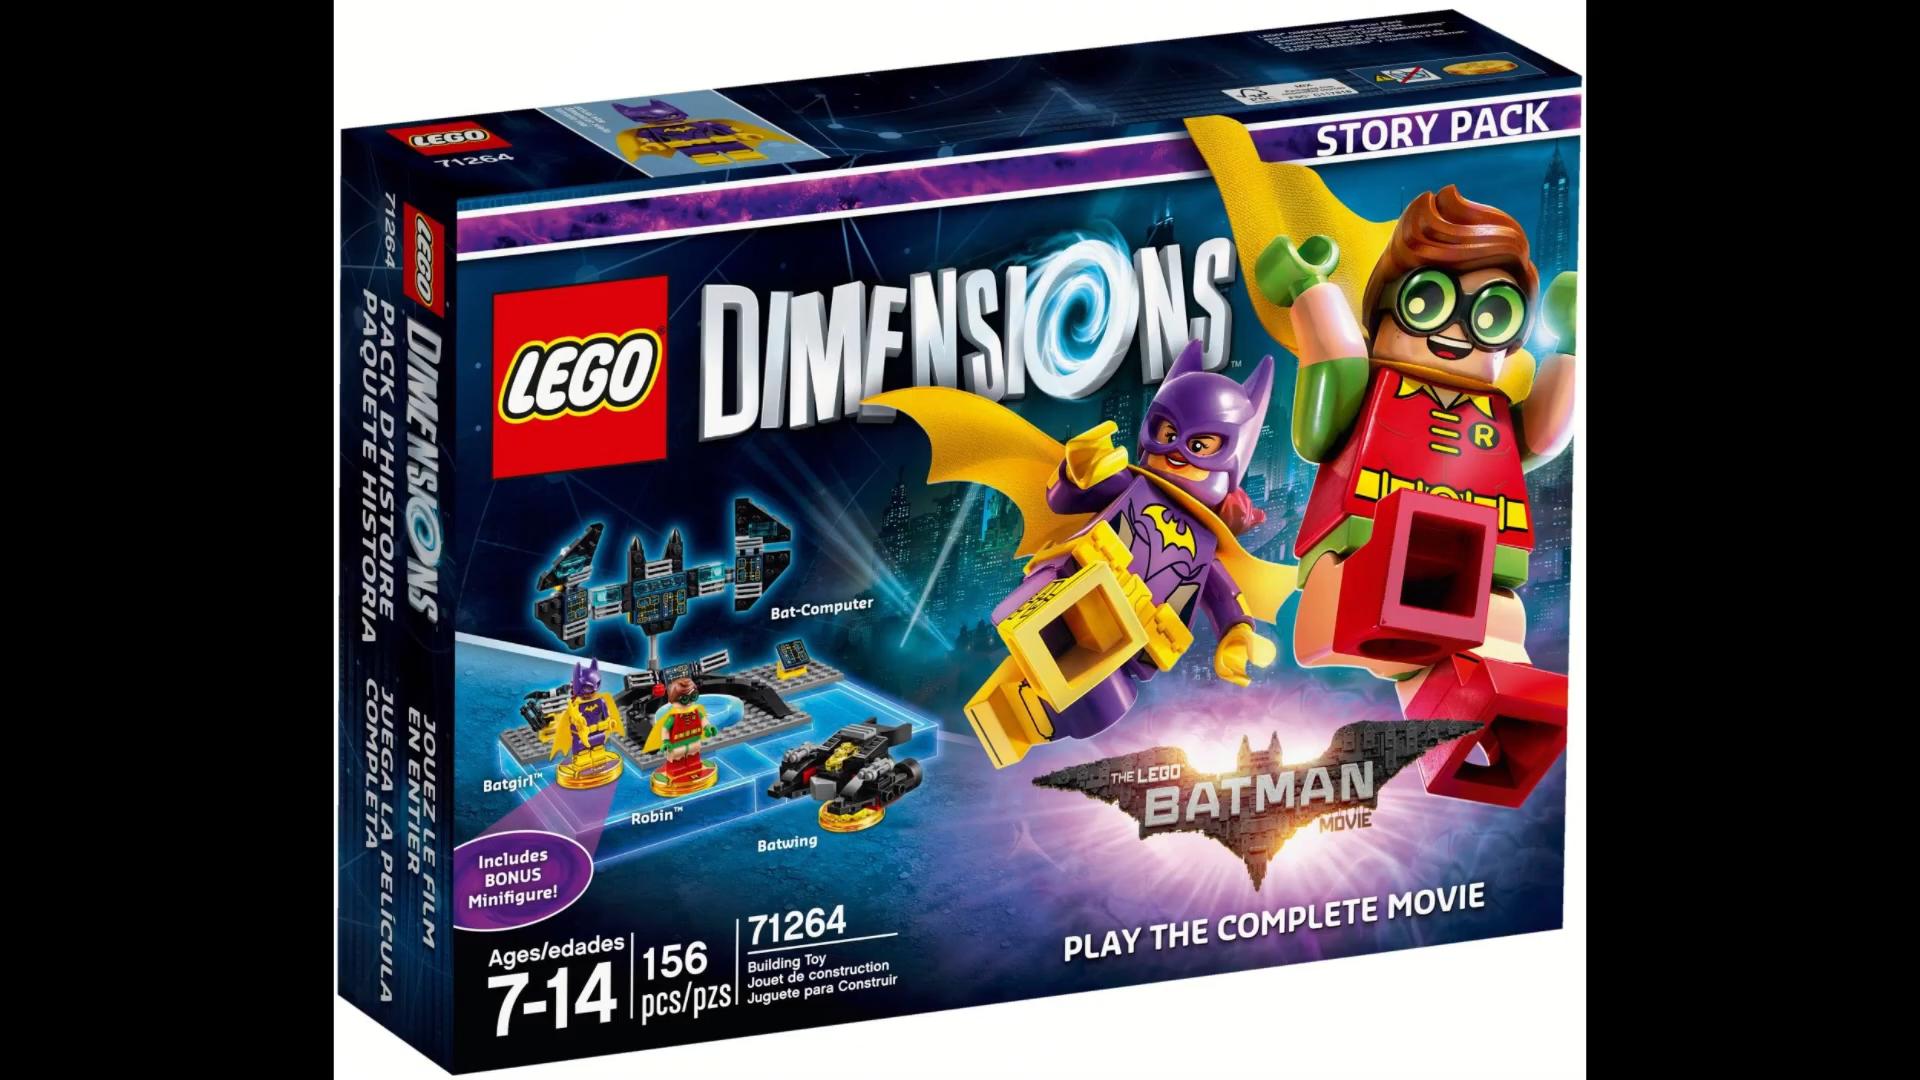 LEGO
71264
STORY PACK
LEGO
DIMENSIONS
™
R
Bat-Computer
Batgirl™
Robin™
Batwing
Includes
BONUS
Minifigure!
THE LEGO
BATMAN
MOVIE
PLAY THE COMPLETE MOVIE
Ages/edades
7-14
156
pcs/pzs
71264
Building Toy
Jouet de construction
Juguete para Construir
71264
LEGO
DIMENSIONS
PACK D'HISTOIRE
PAQUETE HISTORIA
JOUEZ LE FILM
EN ENTIER
JUEGA LA PELÍCULA
COMPLETA